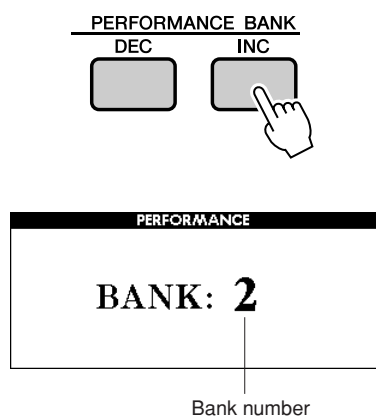 PERFORMANCE BANK
DEC INC
PERFORMANCE
BANK: 2
Bank number